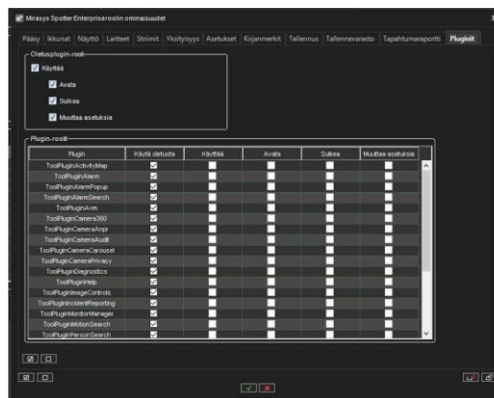 Mirasys Spotter Enterpriseroolin ominaisuudet
Pääsy Ikkunat Näyttö Laitteet Striimit Yksityisyys Asetukset Kirjanmerkit Tallennus Tallennevarasto Tapahtumaraportti Pluginit
Oletusplugin-rooli
Käyttää
Avata
Sulkea
Muuttaa asetuksia
Plugin-roolit
Plugin Käytä oletusta Käyttää Avata Sulkea Muuttaa asetuksia
ToolPluginActivityMap
ToolPluginAlarm
ToolPluginAlarmPopup
ToolPluginAlarmSearch
ToolPluginAvm
ToolPluginCamera360
ToolPluginCameraAnpr
ToolPluginCameraAudit
ToolPluginCameraCarousel
ToolPluginCameraPrivacy
ToolPluginDiagnostics
ToolPluginHelp
ToolPluginImageControls
ToolPluginIncidentReporting
ToolPluginMonitorManager
ToolPluginMotionSearch
ToolPluginPersonSearch